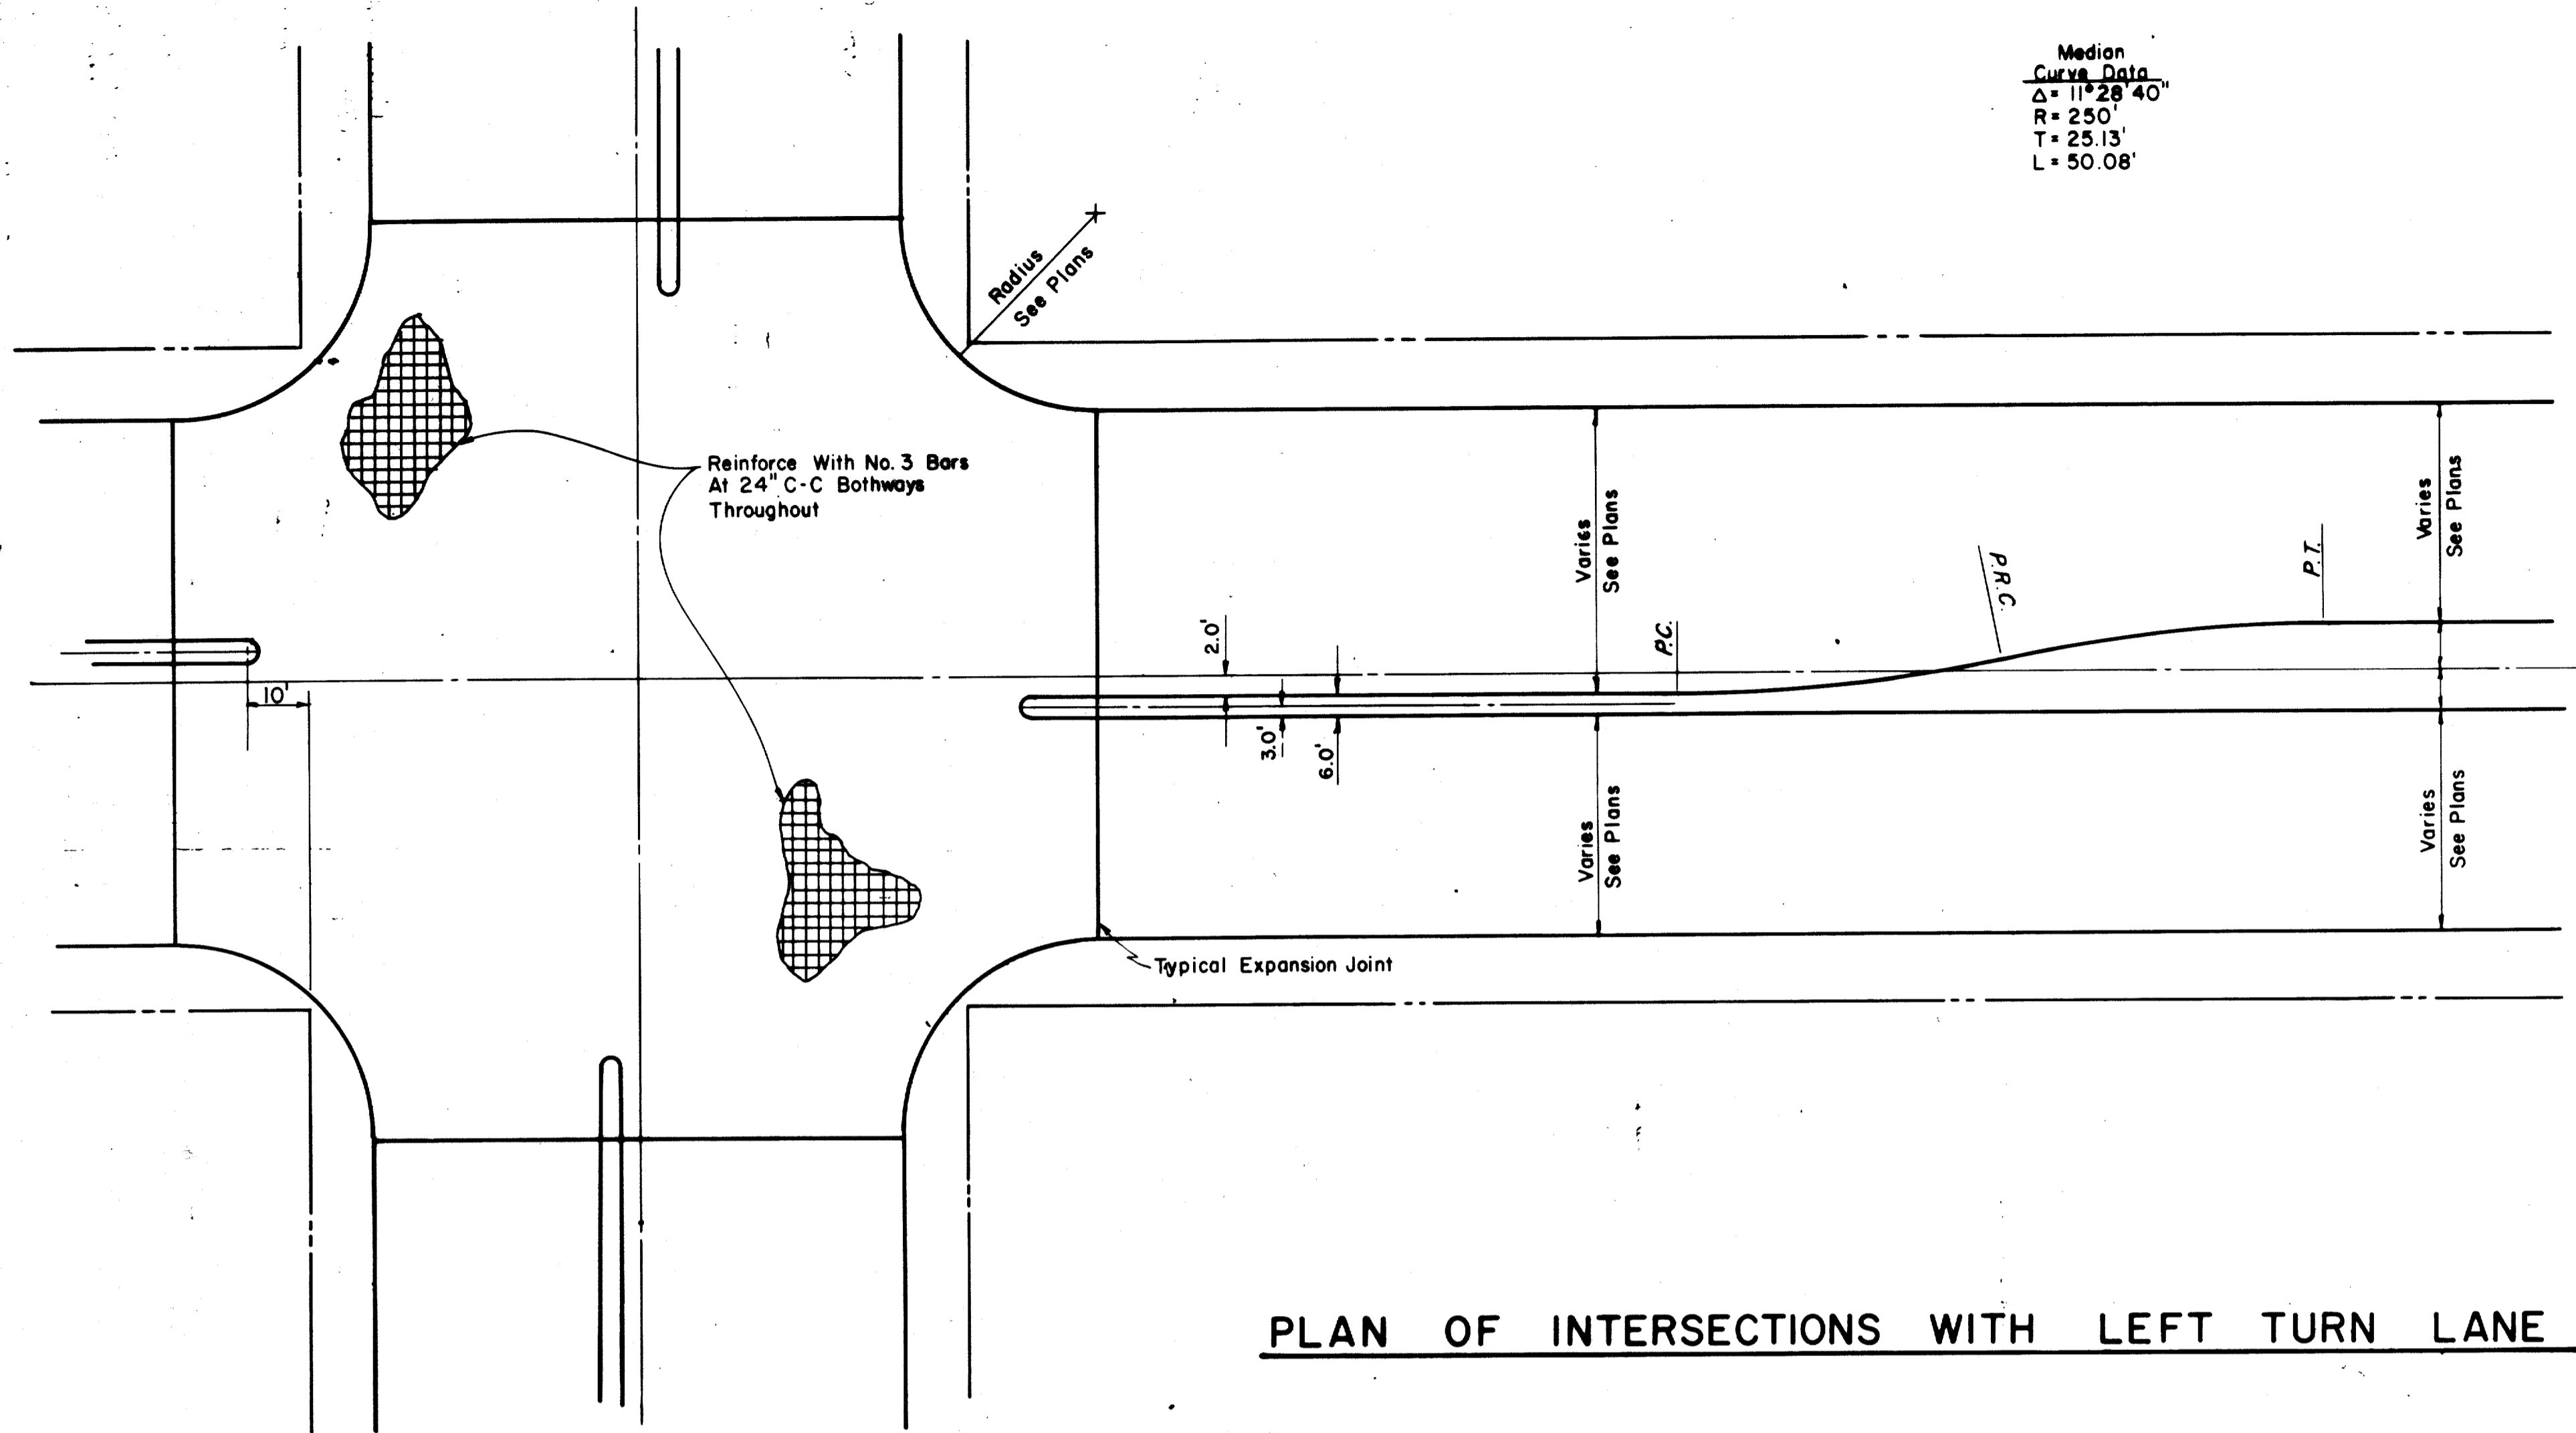 Median
Curve Data
Δ= 11°28'40"
R= 250'
T= 25.13'
L= 50.08'
Radius
See Plans
Reinforce With No. 3 Bars
At 24" C-C Bothways
Throughout
Varies
See Plans
Varies
See Plans
P.T.
P.R.C.
P.C.
2.0'
10'
3.0'
6.0'
Varies
See Plans
Varies
See Plans
Typical Expansion Joint
PLAN OF INTERSECTIONS WITH LEFT TURN LANE